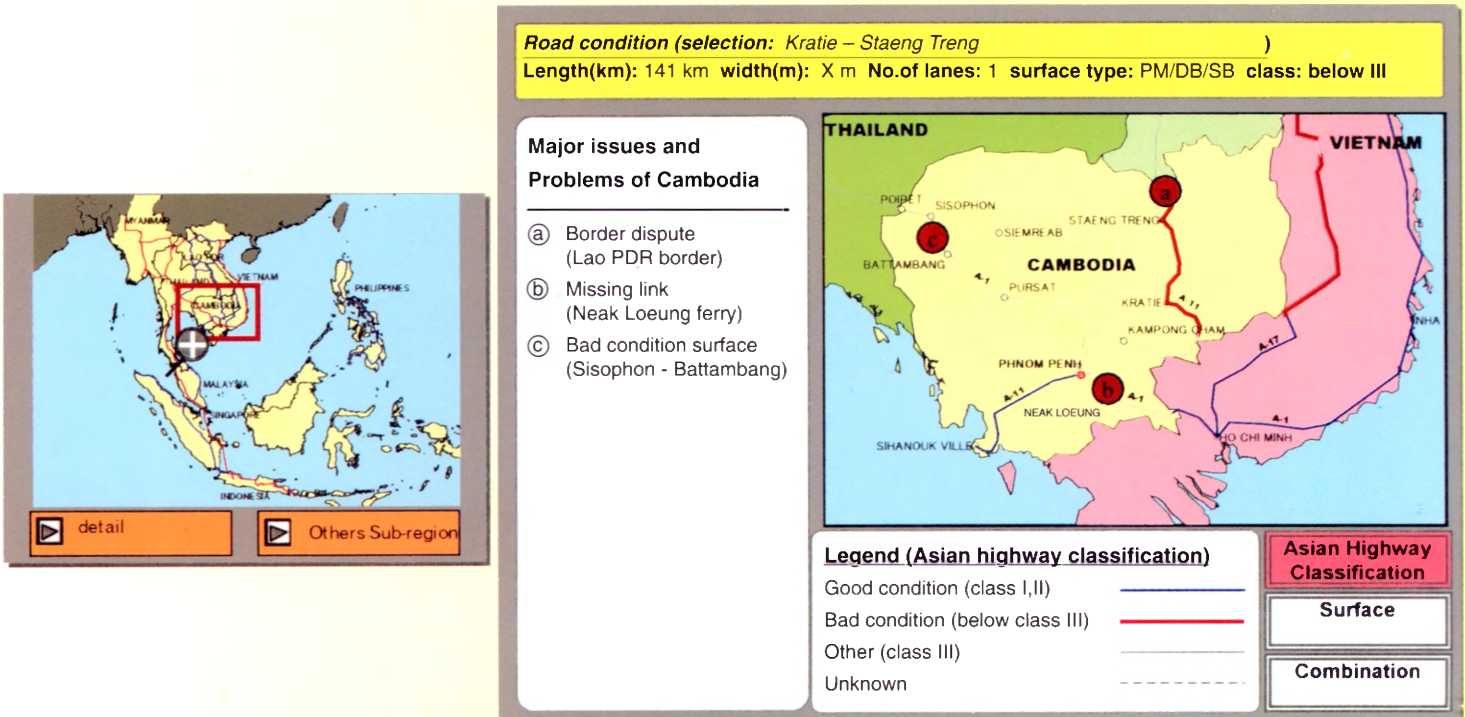 MYANMAR
LAO PDR
THAILAND
VIETNAM
CAMBODIA
PHILIPPINES
MALAYSIA
SINGAPORE
INDONESIA
detail
Others Sub-region
Road condition (selection: Kratie – Staeng Treng )
Length(km): 141 km width(m): X m No.of lanes: 1 surface type: PM/DB/SB class: below III
Major issues and
Problems of Cambodia
ⓐ Border dispute
(Lao PDR border)
ⓑ Missing link
(Neak Loeung ferry)
ⓒ Bad condition surface
(Sisophon - Battambang)
THAILAND
VIETNAM
a
POIPET
SISOPHON
STAENG TRENG
SIEMREAB
c
BATTAMBANG
CAMBODIA
A-1
PURSAT
KRATIE
A-11
NHA
KAMPONG CHAM
A-17
PHNOM PENH
b
A-11
A-1
NEAK LOEUNG
A-1
SIHANOUK VILLE
HO CHI MINH
Legend (Asian highway classification)
Good condition (class I,II)
Bad condition (below class III)
Other (class III)
Unknown
Asian Highway
Classification
Surface
Combination